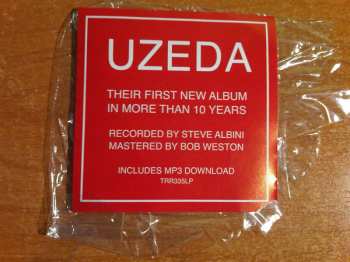 UZEDA
THEIR FIRST NEW ALBUM
IN MORE THAN 10 YEARS
RECORDED BY STEVE ALBINI
MASTERED BY BOB WESTON
INCLUDES MP3 DOWNLOAD
TRR335LP